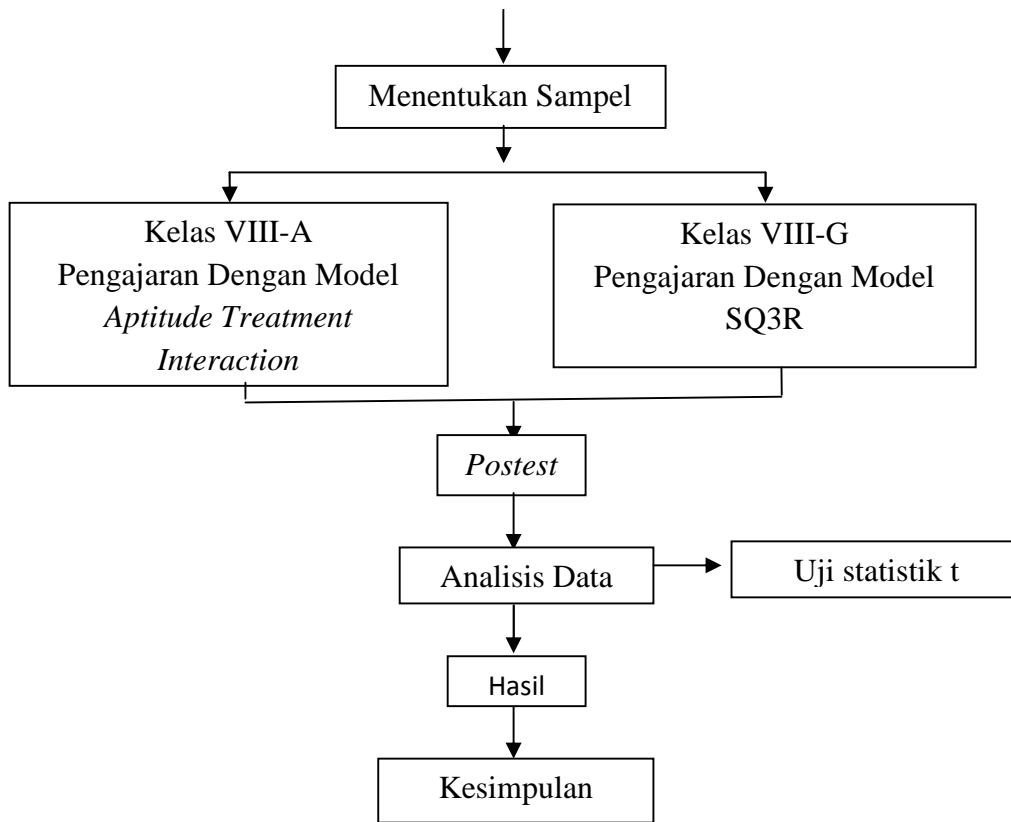 Menentukan Sampel
Kelas VIII-A
Pengajaran Dengan Model
Aptitude Treatment
Interaction
Kelas VIII-G
Pengajaran Dengan Model
SQ3R
Postest
Analisis Data
Uji statistik t
Hasil
Kesimpulan